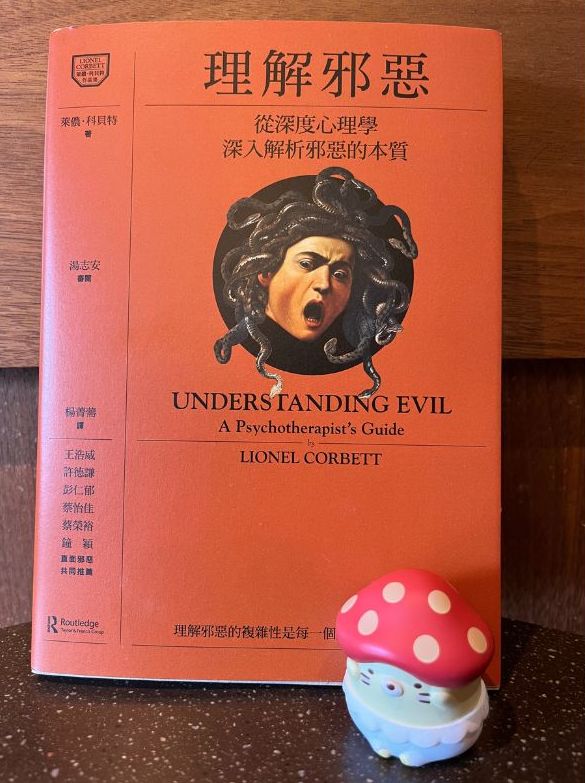 LIONEL
CORBETT
萊儂·科貝特
作品集
理解邪惡
從深度心理學
深入解析邪惡的本質
萊儂·科貝特
著
湯志安
審閱
楊菁薷
譯
王浩威
許德謙
彭仁郁
蔡怡佳
蔡榮裕
鐘穎
直面邪惡
共同推薦
UNDERSTANDING EVIL
A Psychotherapist's Guide
by
LIONEL CORBETT
R Routledge
Taylor & Francis Group
理解邪惡的複雜性是每一個